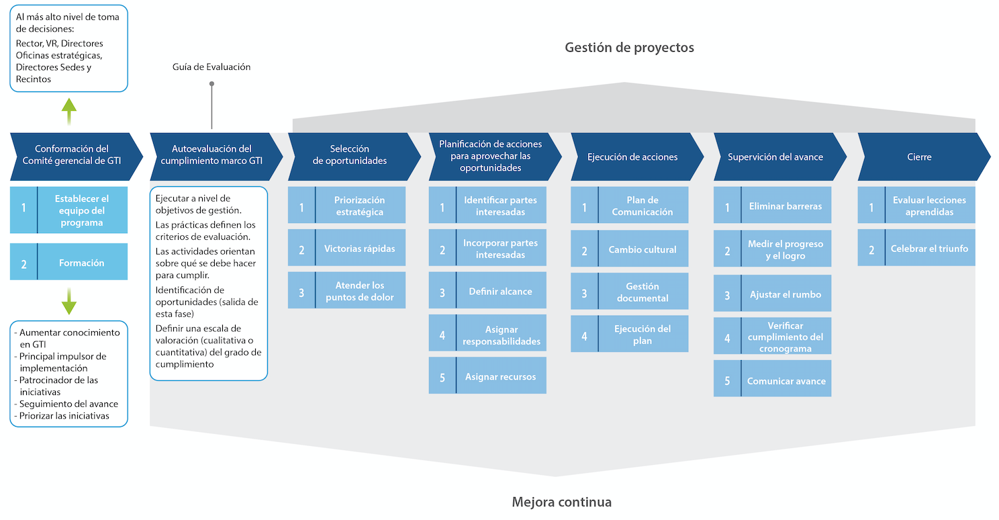 Al más alto nivel de toma
de decisiones:
Rector, VR, Directores
Oficinas estratégicas,
Directores Sedes y
Recintos
Guía de Evaluación
Gestión de proyectos
Conformación del
Comité gerencial de GTI
1
Establecer el
equipo del
programa
2
Formación
- Aumentar conocimiento
en GTI
- Principal impulsor de
implementación
- Patrocinador de las
iniciativas
- Seguimiento del avance
- Priorizar las iniciativas
Autoevaluación del
cumplimiento marco GTI
Ejecutar a nivel de
objetivos de gestión.
Las prácticas definen los
criterios de evaluación.
Las actividades orientan
sobre qué se debe hacer
para cumplir.
Identificación de
oportunidades (salida de
esta fase)
Definir una escala de
valoración (cualitativa o
cuantitativa) del grado de
cumplimiento
Selección
de oportunidades
1
Priorización
estratégica
2
Victorias rápidas
3
Atender los
puntos de dolor
Planificación de acciones
para aprovechar las
oportunidades
1
Identificar partes
interesadas
2
Incorporar partes
interesadas
3
Definir alcance
4
Asignar
responsabilidades
5
Asignar recursos
Ejecución de acciones
1
Plan de
Comunicación
2
Cambio cultural
3
Gestión
documental
4
Ejecución del
plan
Supervición del avance
1
Eliminar barreras
2
Medir el progreso
y el logro
3
Ajustar el rumbo
4
Verificar
cumplimiento del
cronograma
5
Comunicar avance
Cierre
1
Evaluar lecciones
aprendidas
2
Celebrar el triunfo
Mejora continua